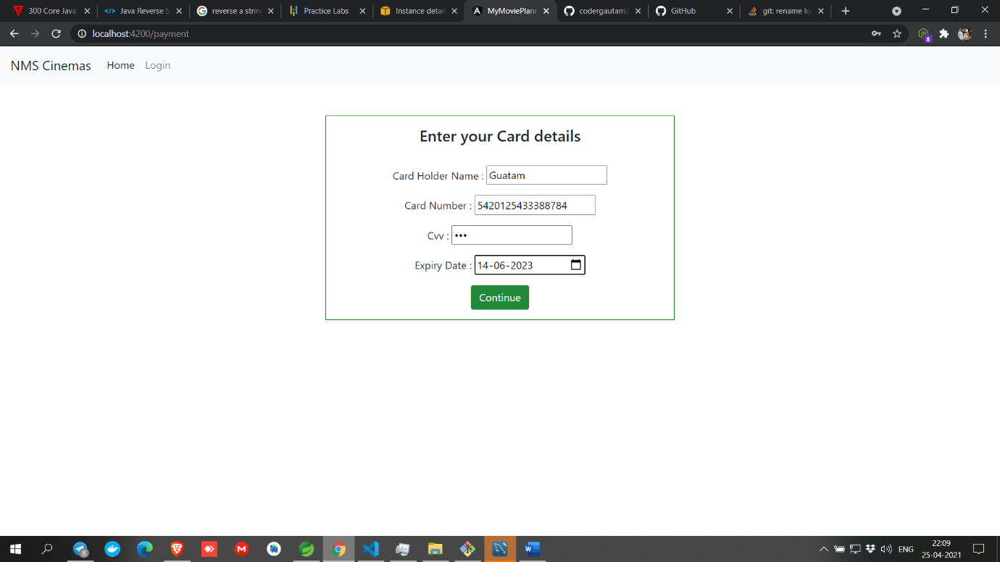 300 Core Java
Java Reverse S
reverse a string
Practice Labs
Instance detail
MyMoviePlann
codergautam2
GitHub
git: rename lo
localhost:4200/payment
8
NMS Cinemas Home Login
Enter your Card details
Card Holder Name : Guatam
Card Number : 5420125433388784
Cvv : •••
Expiry Date : 14-06-2023
Continue
8
ENG
22:09
25-04-2021